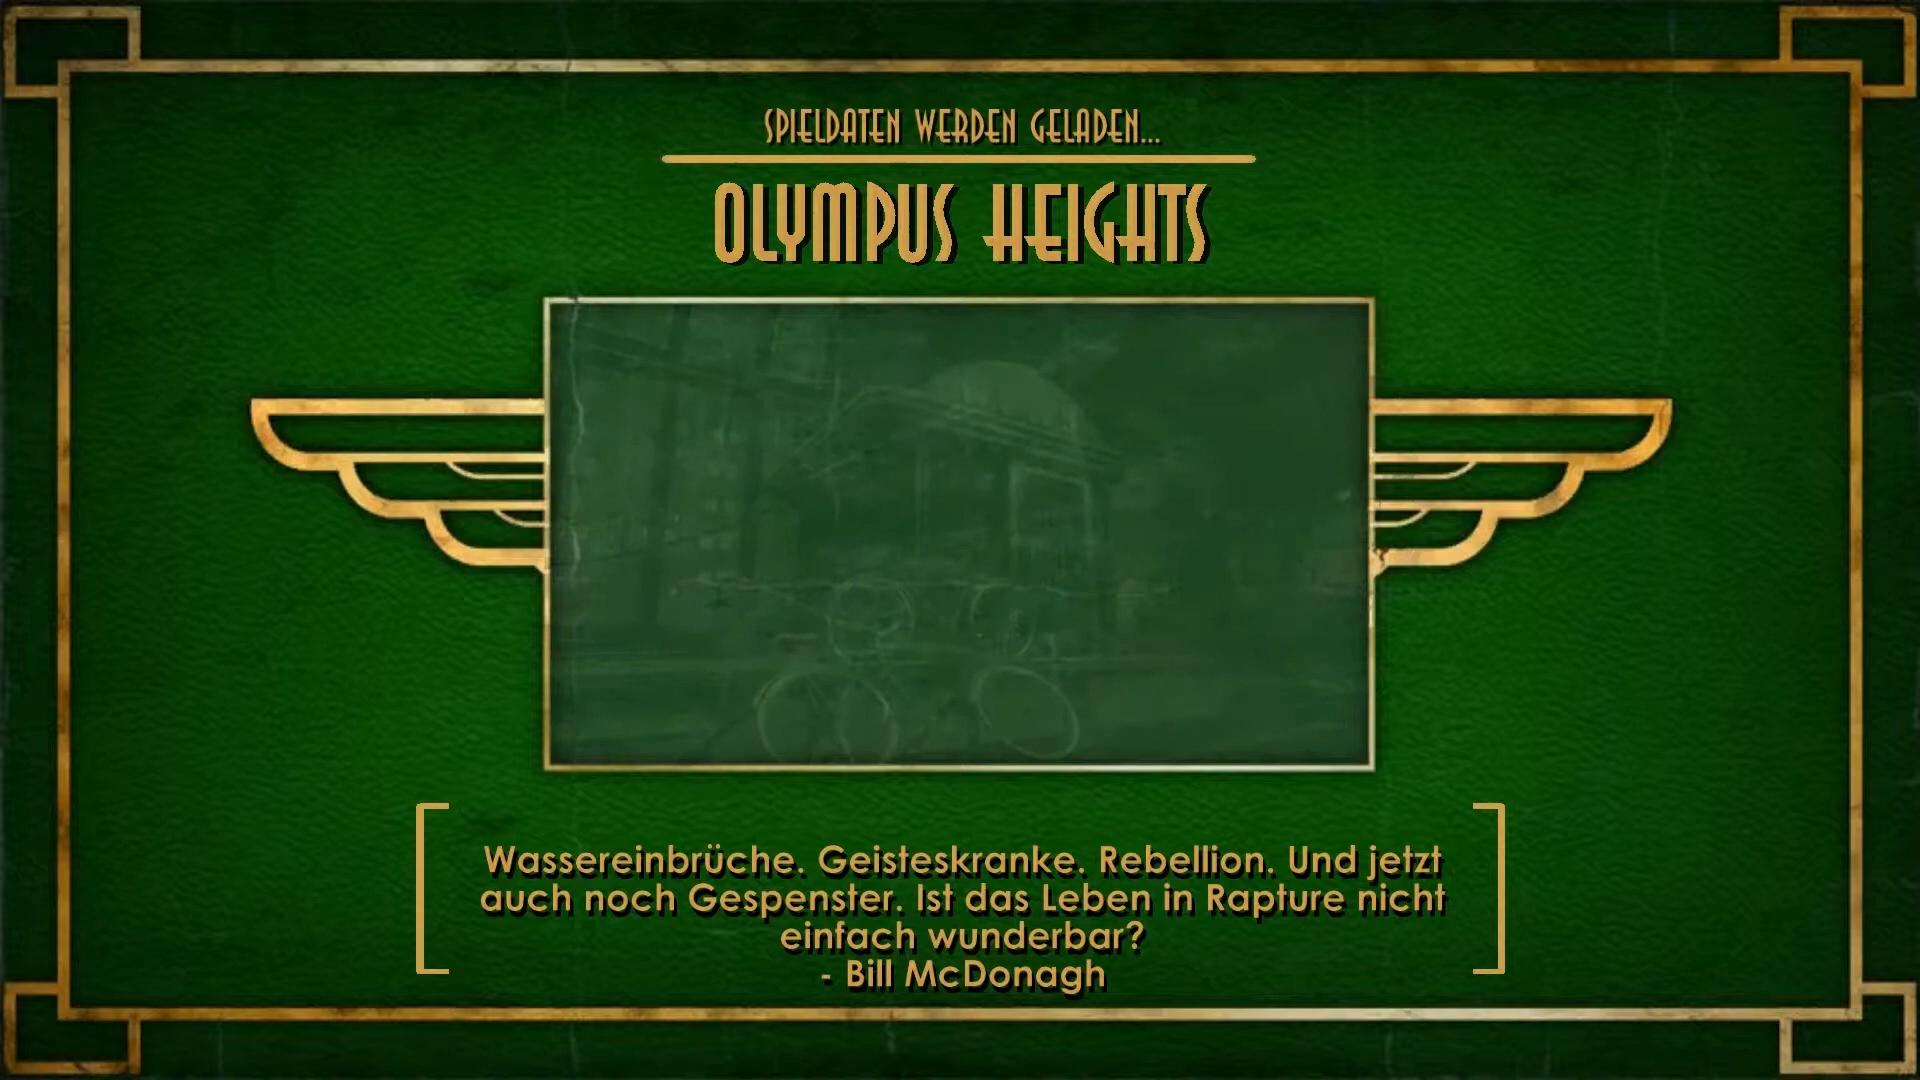 SPIELDATEN WERDEN GELADEN...
OLYMPUS HEIGHTS
Wassereinbrüche. Geisteskranke. Rebellion. Und jetzt
auch noch Gespenster. Ist das Leben in Rapture nicht
einfach wunderbar?
- Bill McDonagh